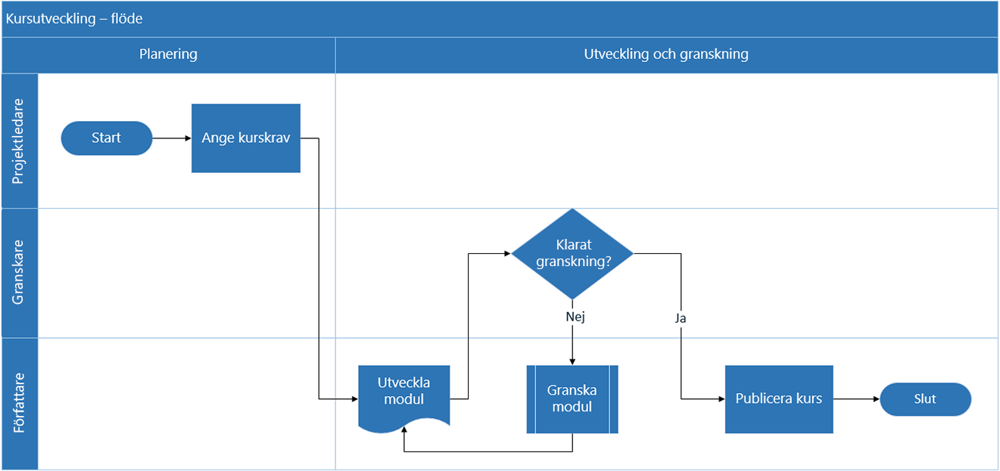 Kursutveckling – flöde
Planering
Utveckling och granskning
Projektledare
Start
Ange kurskrav
Granskare
Klarat
granskning?
Nej
Ja
Författare
Utveckla
modul
Granska
modul
Publicera kurs
Slut